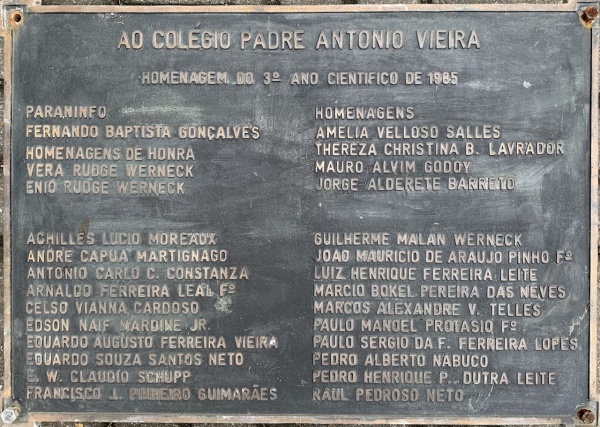 AO COLÉGIO PADRE ANTONIO VIEIRA
HOMENAGEM DO 3º ANO CIENTIFICO DE 1985
PARANINFO
FERNANDO BAPTISTA GONÇALVES
HOMENAGENS DE HONRA
VERA RUDGE WERNECK
ENIO RUDGE WERNECK
HOMENAGENS
AMELIA VELLOSO SALLES
THEREZA CHRISTINA B. LAVRADOR
MAURO ALVIM GODOY
JORGE ALDERETE BARRETO
ACHILLES LUCIO MOREAUX
ANDRE CAPUA MARTIGNAGO
ANTONIO CARLO C. CONSTANZA
ARNALDO FERREIRA LEAL Fº
CELSO VIANNA CARDOSO
EDSON NAIF MARDINE JR.
EDUARDO AUGUSTO FERREIRA VIEIRA
EDUARDO SOUZA SANTOS NETO
E. W. CLAUDIO SCHUPP
FRANCISCO J. PINHEIRO GUIMARÃES
GUILHERME MALAN WERNECK
JOAO MAURICIO DE ARAUJO PINHO Fº
LUIZ HENRIQUE FERREIRA LEITE
MARCIO BOKEL PEREIRA DAS NEVES
MARCOS ALEXANDRE V. TELLES
PAULO MANOEL PROTASIO Fº
PAULO SERGIO DA F. FERREIRA LOPES
PEDRO ALBERTO NABUCO
PEDRO HENRIQUE P. DUTRA LEITE
RAUL PEDROSO NETO